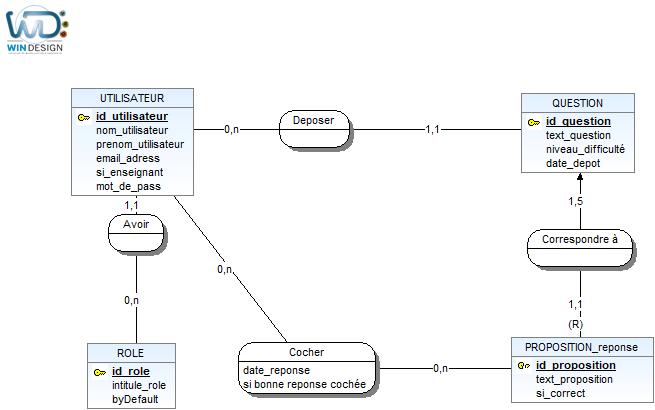 WD:
WINDESIGN
UTILISATEUR
id_utilisateur
nom_utilisateur
prenom_utilisateur
email_adress
si_enseignant
mot_de_pass
0,n
Deposer
1,1
QUESTION
id_question
text_question
niveau_difficulté
date_depot
1,1
Avoir
0,n
0,n
1,5
Correspondre à
1,1
(R)
ROLE
id_role
intitule_role
byDefault
Cocher
date_reponse
si bonne reponse cochée
0,n
PROPOSITION_reponse
id_proposition
text_proposition
si_correct